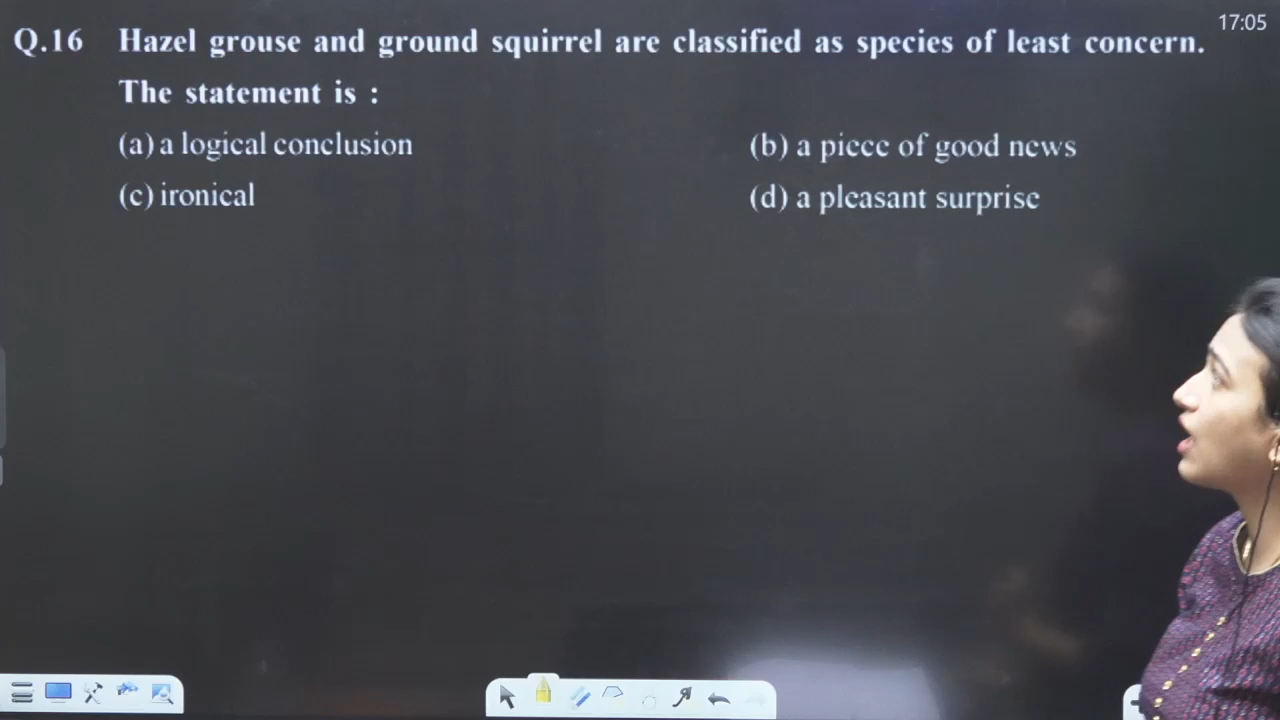 17:05
Q.16 Hazel grouse and ground squirrel are classified as species of least concern.
The statement is :
(a) a logical conclusion (b) a piece of good news
(c) ironical (d) a pleasant surprise